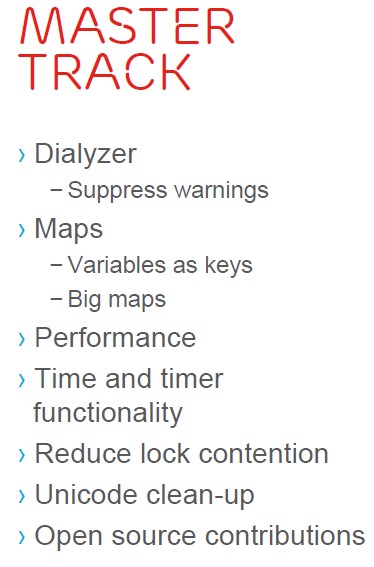 MASTER
TRACK
› Dialyzer
– Suppress warnings
› Maps
– Variables as keys
– Big maps
› Performance
› Time and timer
functionality
› Reduce lock contention
› Unicode clean-up
› Open source contributions